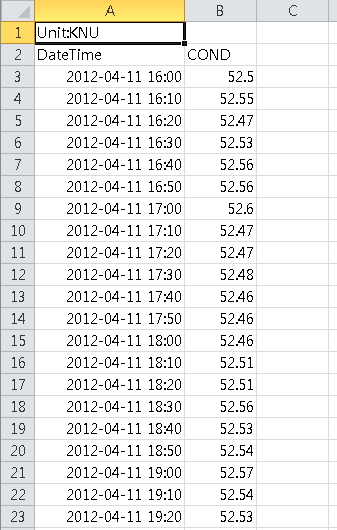 A B C
1 Unit:KNU
2 DateTime COND
3 2012-04-11 16:00 52.5
4 2012-04-11 16:10 52.55
5 2012-04-11 16:20 52.47
6 2012-04-11 16:30 52.53
7 2012-04-11 16:40 52.56
8 2012-04-11 16:50 52.56
9 2012-04-11 17:00 52.6
10 2012-04-11 17:10 52.47
11 2012-04-11 17:20 52.47
12 2012-04-11 17:30 52.48
13 2012-04-11 17:40 52.46
14 2012-04-11 17:50 52.46
15 2012-04-11 18:00 52.46
16 2012-04-11 18:10 52.51
17 2012-04-11 18:20 52.51
18 2012-04-11 18:30 52.56
19 2012-04-11 18:40 52.53
20 2012-04-11 18:50 52.54
21 2012-04-11 19:00 52.57
22 2012-04-11 19:10 52.54
23 2012-04-11 19:20 52.53